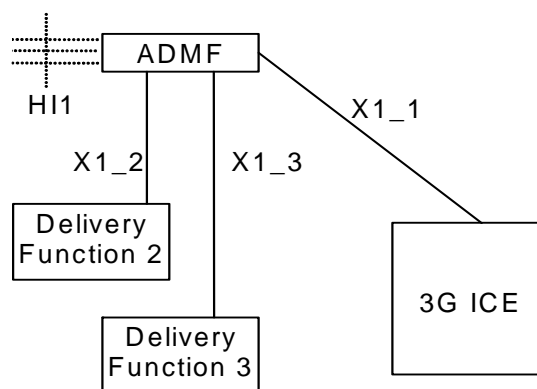 ADMF
HI1
X1_1
X1_2
X1_3
Delivery
Function 2
3G ICE
Delivery
Function 3